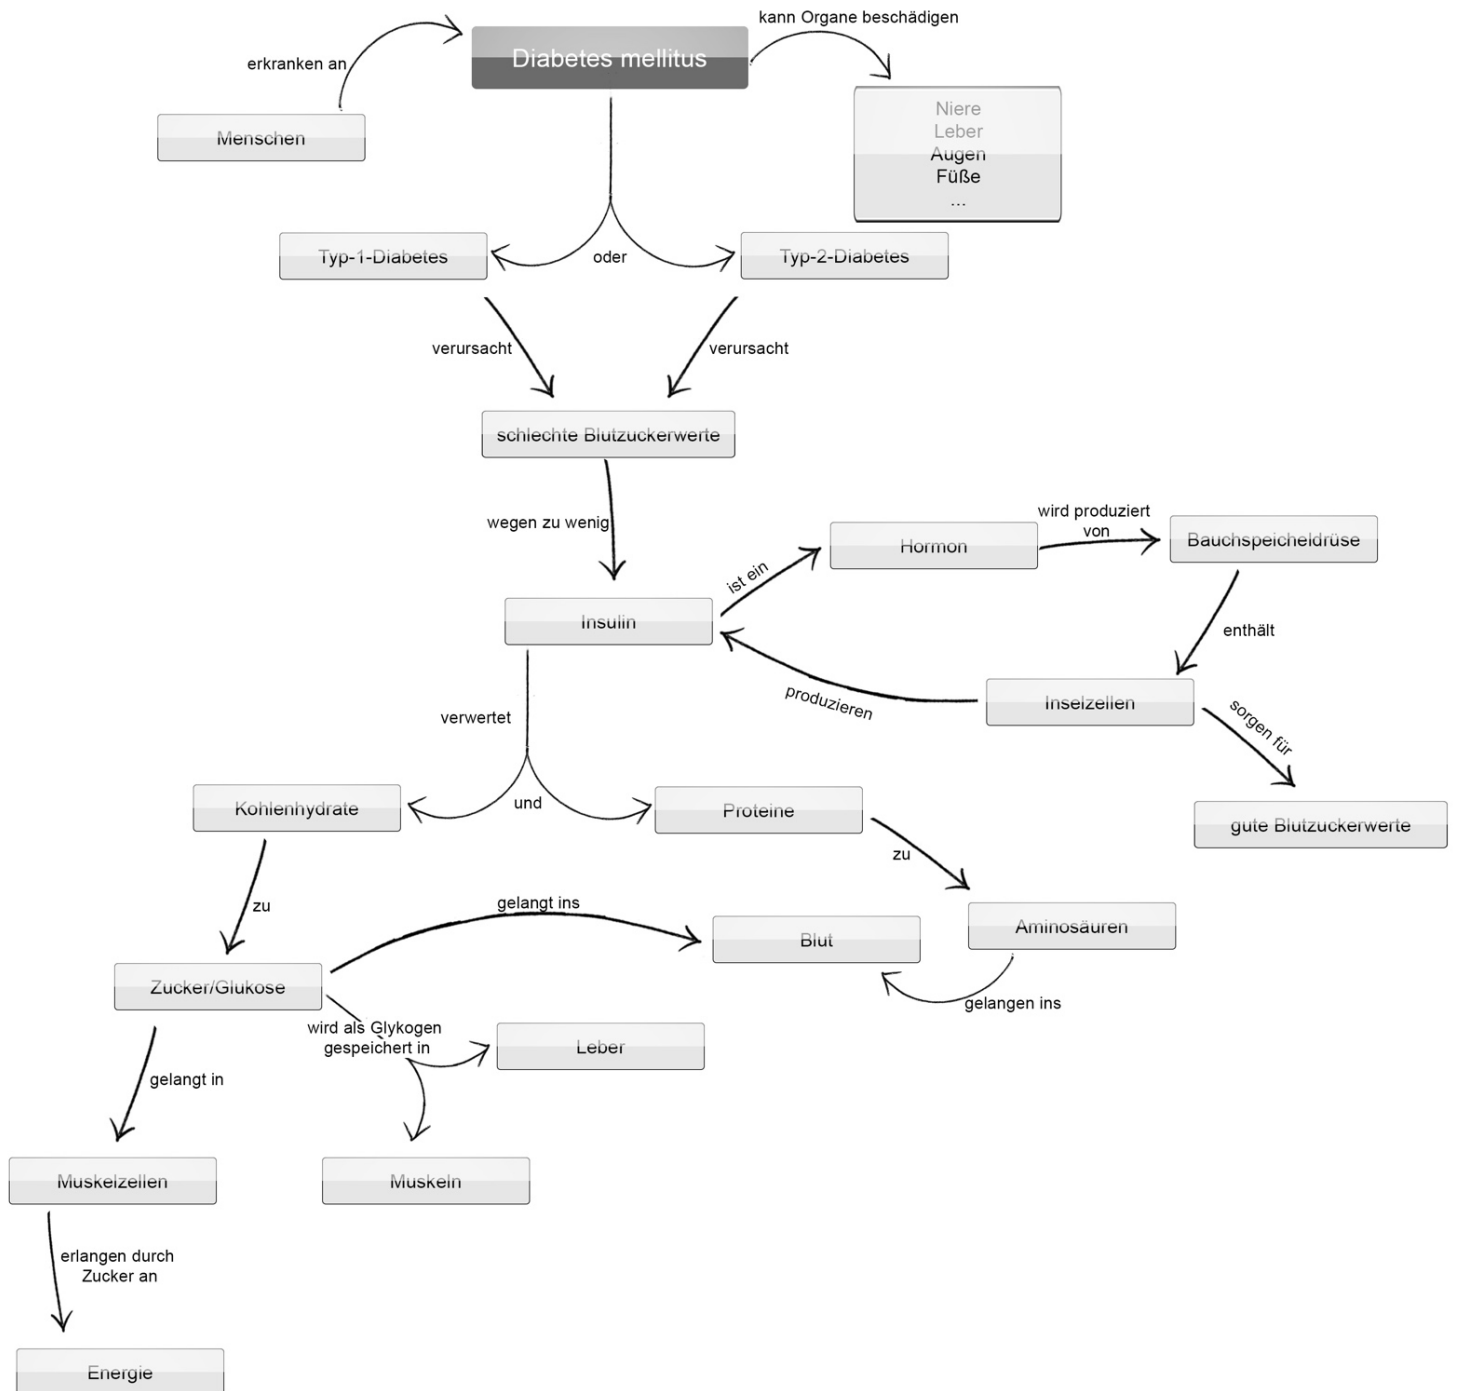 kann Organe beschädigen
Diabetes mellitus
erkranken an
Menschen
Niere
Leber
Augen
Füße
...
Typ-1-Diabetes
oder
Typ-2-Diabetes
verursacht
verursacht
schlechte Blutzuckerwerte
wegen zu wenig
wird produziert
von
Hormon
Bauchspeicheldrüse
ist ein
Insulin
enthält
produzieren
Inselzellen
sorgen für
verwertet
Kohlenhydrate
und
Proteine
gute Blutzuckerwerte
zu
zu
gelangt ins
Blut
Aminosäuren
Zucker/Glukose
gelangen ins
wird als Glykogen
gespeichert in
Leber
gelangt in
Muskelzellen
Muskeln
erlangen durch
Zucker an
Energie